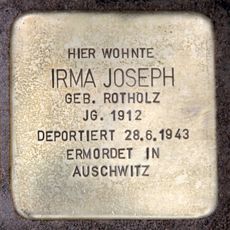 HIER WOHNTE
IRMA JOSEPH
GEB. ROTHOLZ
JG. 1912
DEPORTIERT 28.6.1943
ERMORDET IN
AUSCHWITZ